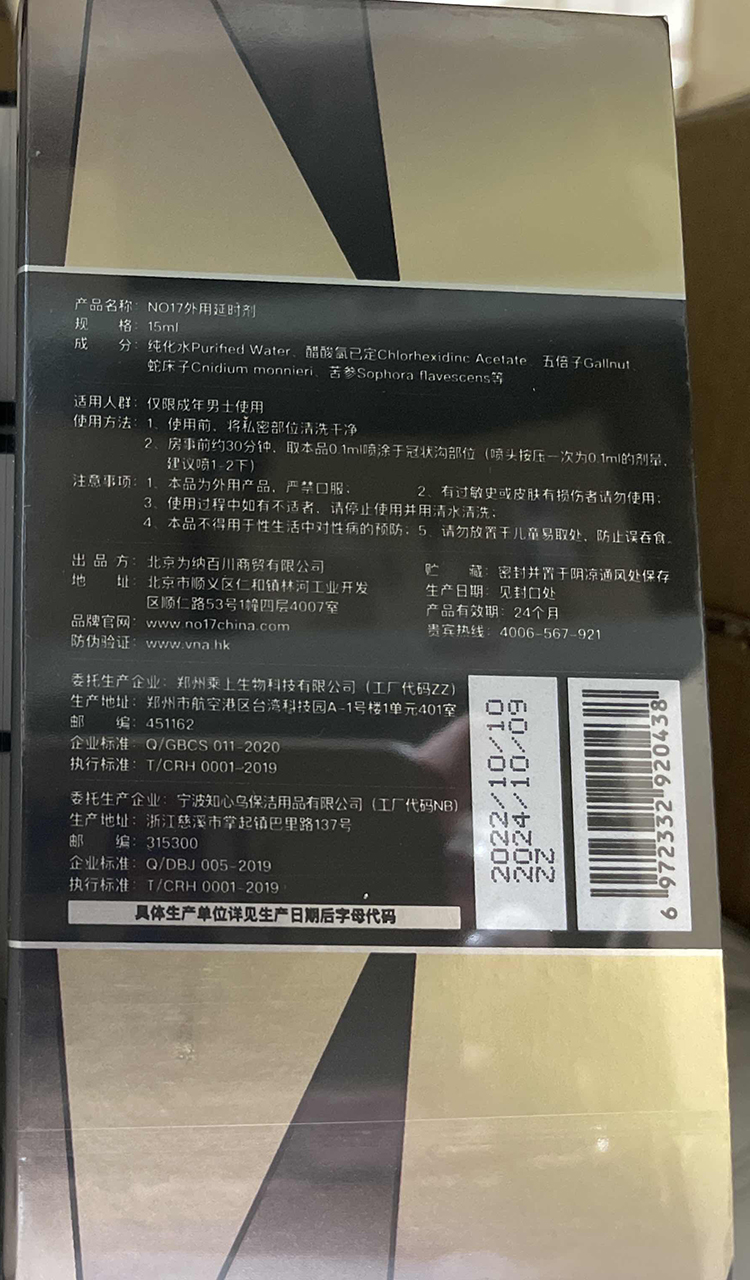 产品名称：NO17外用延时剂
规　　格：15ml
成　　分：纯化水Purified Water、醋酸氯已定Chlorhexidinc Acetate、五倍子Gallnut、
蛇床子Cnidium monnieri、苦参Sophora flavescens等
适用人群：仅限成年男士使用
使用方法：1、使用前、将私密部位清洗干净
2、房事前约30分钟，取本品0.1ml喷涂于冠状沟部位（喷头按压一次为0.1ml的剂量，
建议喷1-2下）
注意事项：1、本品为外用产品，严禁口服；　2、有过敏史或皮肤有损伤者请勿使用；
3、使用过程中如有不适者、请停止使用并用清水清洗；
4、本品不得用于性生活中对性病的预防；5、请勿放置于儿童易取处、防止误吞食。
出 品 方：北京为纳百川商贸有限公司
地　　址：北京市顺义区仁和镇林河工业开发
区顺仁路53号1幢四层4007室
品牌官网：www.no17china.com
防伪验证：www.vna.hk
贮　　藏：密封并置于阴凉通风处保存
生产日期：见封口处
产品有效期：24个月
贵宾热线：4006-567-921
委托生产企业：郑州乘上生物科技有限公司（工厂代码ZZ）
生产地址：郑州市航空港区台湾科技园A-1号楼1单元401室
邮　　编：451162
企业标准：Q/GBCS 011-2020
执行标准：T/CRH 0001-2019
委托生产企业：宁波知心鸟保洁用品有限公司（工厂代码NB）
生产地址：浙江慈溪市掌起镇巴里路137号
邮　　编：315300
企业标准：Q/DBJ 005-2019
执行标准：T/CRH 0001-2019
具体生产单位详见生产日期后字母代码
2022/10/10
2024/10/09
ZZ
6 972332 920438